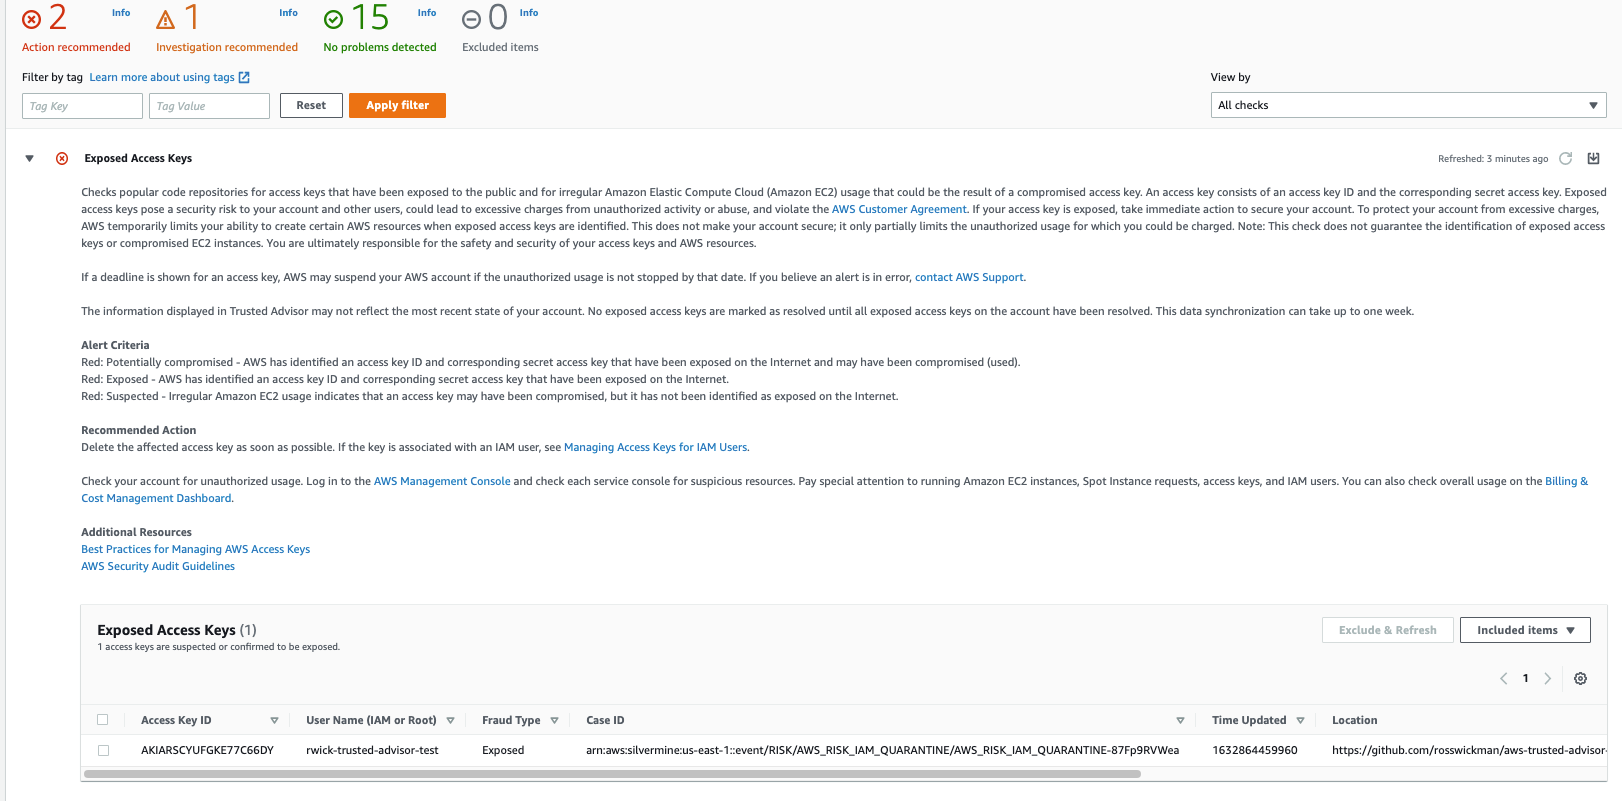 2 Info 1 Info 15 Info 0 Info
Action recommended Investigation recommended No problems detected Excluded items
Filter by tag Learn more about using tags View by
Tag Key Tag Value Reset Apply filter All checks
Exposed Access Keys Refreshed: 3 minutes ago
Checks popular code repositories for access keys that have been exposed to the public and for irregular Amazon Elastic Compute Cloud (Amazon EC2) usage that could be the result of a compromised access key. An access key consists of an access key ID and the corresponding secret access key. Exposed
access keys pose a security risk to your account and other users, could lead to excessive charges from unauthorized activity or abuse, and violate the AWS Customer Agreement. If your access key is exposed, take immediate action to secure your account. To protect your account from excessive charges,
AWS temporarily limits your ability to create certain AWS resources when exposed access keys are identified. This does not make your account secure; it only partially limits the unauthorized usage for which you could be charged. Note: This check does not guarantee the identification of exposed access
keys or compromised EC2 instances. You are ultimately responsible for the safety and security of your access keys and AWS resources.
If a deadline is shown for an access key, AWS may suspend your AWS account if the unauthorized usage is not stopped by that date. If you believe an alert is in error, contact AWS Support.
The information displayed in Trusted Advisor may not reflect the most recent state of your account. No exposed access keys are marked as resolved until all exposed access keys on the account have been resolved. This data synchronization can take up to one week.
Alert Criteria
Red: Potentially compromised - AWS has identified an access key ID and corresponding secret access key that have been exposed on the Internet and may have been compromised (used).
Red: Exposed - AWS has identified an access key ID and corresponding secret access key that have been exposed on the Internet.
Red: Suspected - Irregular Amazon EC2 usage indicates that an access key may have been compromised, but it has not been identified as exposed on the Internet.
Recommended Action
Delete the affected access key as soon as possible. If the key is associated with an IAM user, see Managing Access Keys for IAM Users.
Check your account for unauthorized usage. Log in to the AWS Management Console and check each service console for suspicious resources. Pay special attention to running Amazon EC2 instances, Spot Instance requests, access keys, and IAM users. You can also check overall usage on the Billing &
Cost Management Dashboard.
Additional Resources
Best Practices for Managing AWS Access Keys
AWS Security Audit Guidelines
Exposed Access Keys (1) Exclude & Refresh Included items
1 access keys are suspected or confirmed to be exposed.
1
Access Key ID User Name (IAM or Root) Fraud Type Case ID Time Updated Location
AKIARSCYUFGKE77C66DY rwick-trusted-advisor-test Exposed arn:aws:silvermine:us-east-1::event/RISK/AWS_RISK_IAM_QUARANTINE/AWS_RISK_IAM_QUARANTINE-87Fp9RVWea 1632864459960 https://github.com/rosswickman/aws-trusted-advisor-